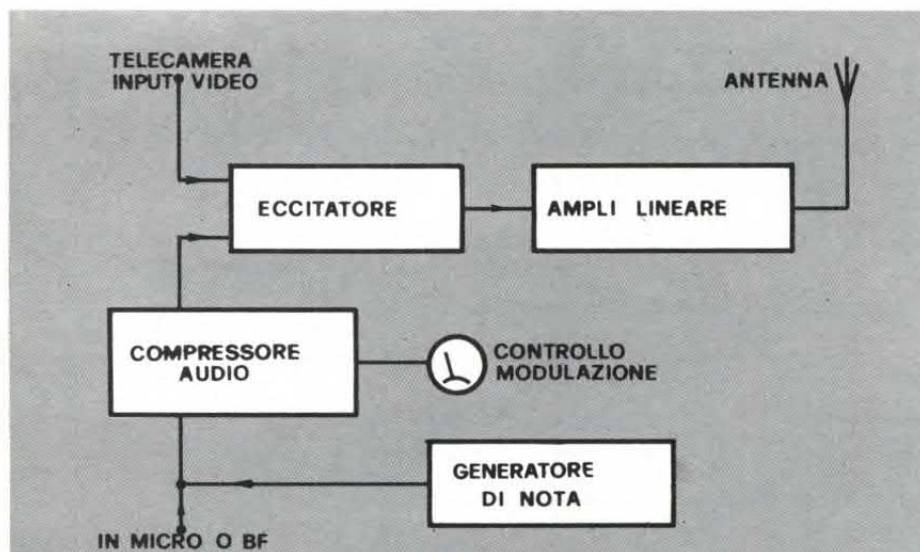 TELECAMERA
INPUT VIDEO
ANTENNA
ECCITATORE
AMPLI LINEARE
COMPRESSORE
AUDIO
CONTROLLO
MODULAZIONE
GENERATORE
DI NOTA
IN MICRO O BF